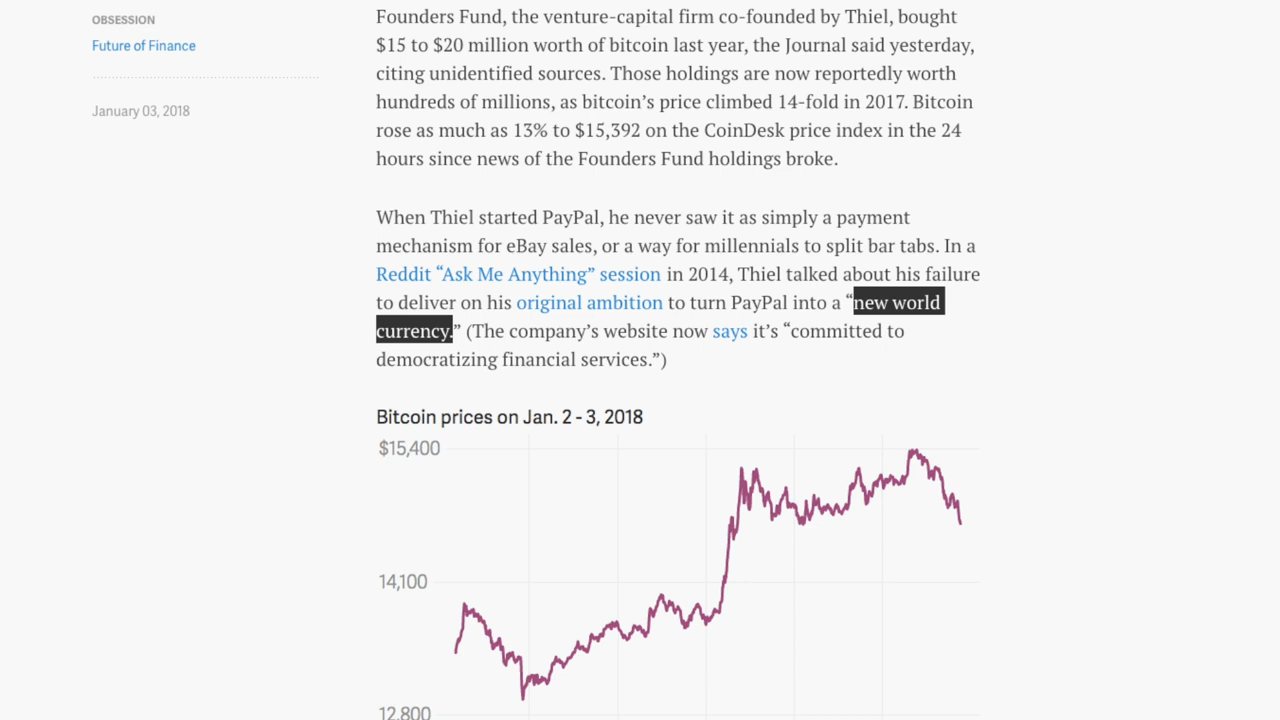 OBSESSION
Future of Finance
January 03, 2018
Founders Fund, the venture-capital firm co-founded by Thiel, bought
$15 to $20 million worth of bitcoin last year, the Journal said yesterday,
citing unidentified sources. Those holdings are now reportedly worth
hundreds of millions, as bitcoin’s price climbed 14-fold in 2017. Bitcoin
rose as much as 13% to $15,392 on the CoinDesk price index in the 24
hours since news of the Founders Fund holdings broke.
When Thiel started PayPal, he never saw it as simply a payment
mechanism for eBay sales, or a way for millennials to split bar tabs. In a
Reddit “Ask Me Anything” session in 2014, Thiel talked about his failure
to deliver on his original ambition to turn PayPal into a “new world
currency.” (The company’s website now says it’s “committed to
democratizing financial services.”)
Bitcoin prices on Jan. 2 - 3, 2018
$15,400
14,100
12,800